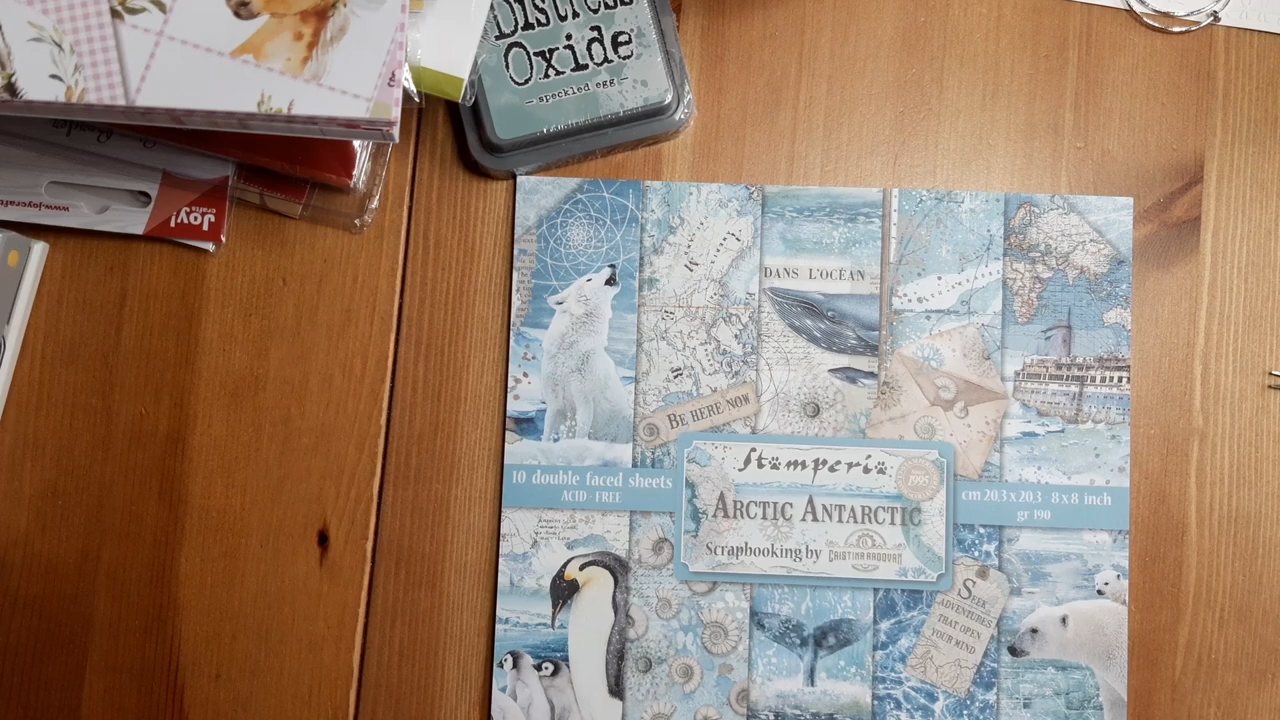 Distress
Oxide
— speckled egg —
www.joycraft
Joy!
crafts
DANS L'OCÉAN
BE HERE NOW
Stamperia
1995
10 double faced sheets
ACID - FREE
ARCTIC ANTARCTIC
Scrapbooking by CRISTINA RADOVAN
cm 20,3 x 20,3 - 8 x 8 inch
gr 190
SEEK
ADVENTURES
THAT OPEN
YOUR MIND